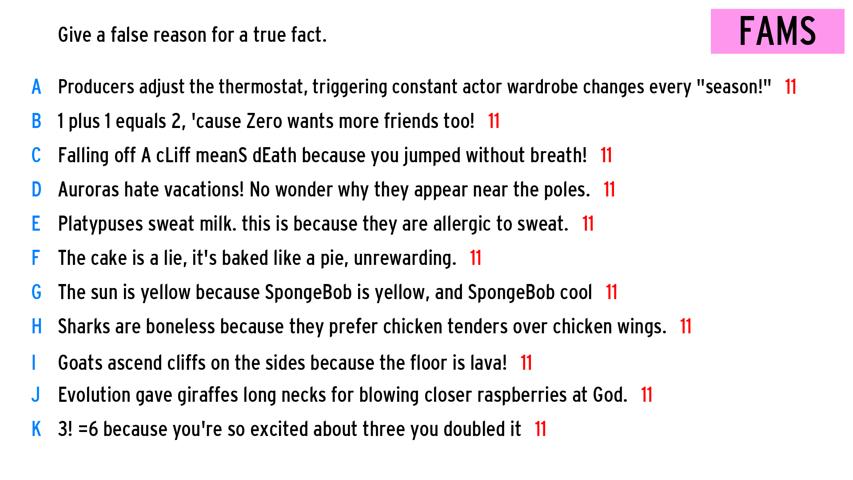 Give a false reason for a true fact.
FAMS
A Producers adjust the thermostat, triggering constant actor wardrobe changes every "season!" 11
B 1 plus 1 equals 2, 'cause Zero wants more friends too! 11
C Falling off A cLiff meanS dEath because you jumped without breath! 11
D Auroras hate vacations! No wonder why they appear near the poles. 11
E Platypuses sweat milk. this is because they are allergic to sweat. 11
F The cake is a lie, it's baked like a pie, unrewarding. 11
G The sun is yellow because SpongeBob is yellow, and SpongeBob cool 11
H Sharks are boneless because they prefer chicken tenders over chicken wings. 11
I Goats ascend cliffs on the sides because the floor is lava! 11
J Evolution gave giraffes long necks for blowing closer raspberries at God. 11
K 3! =6 because you're so excited about three you doubled it 11